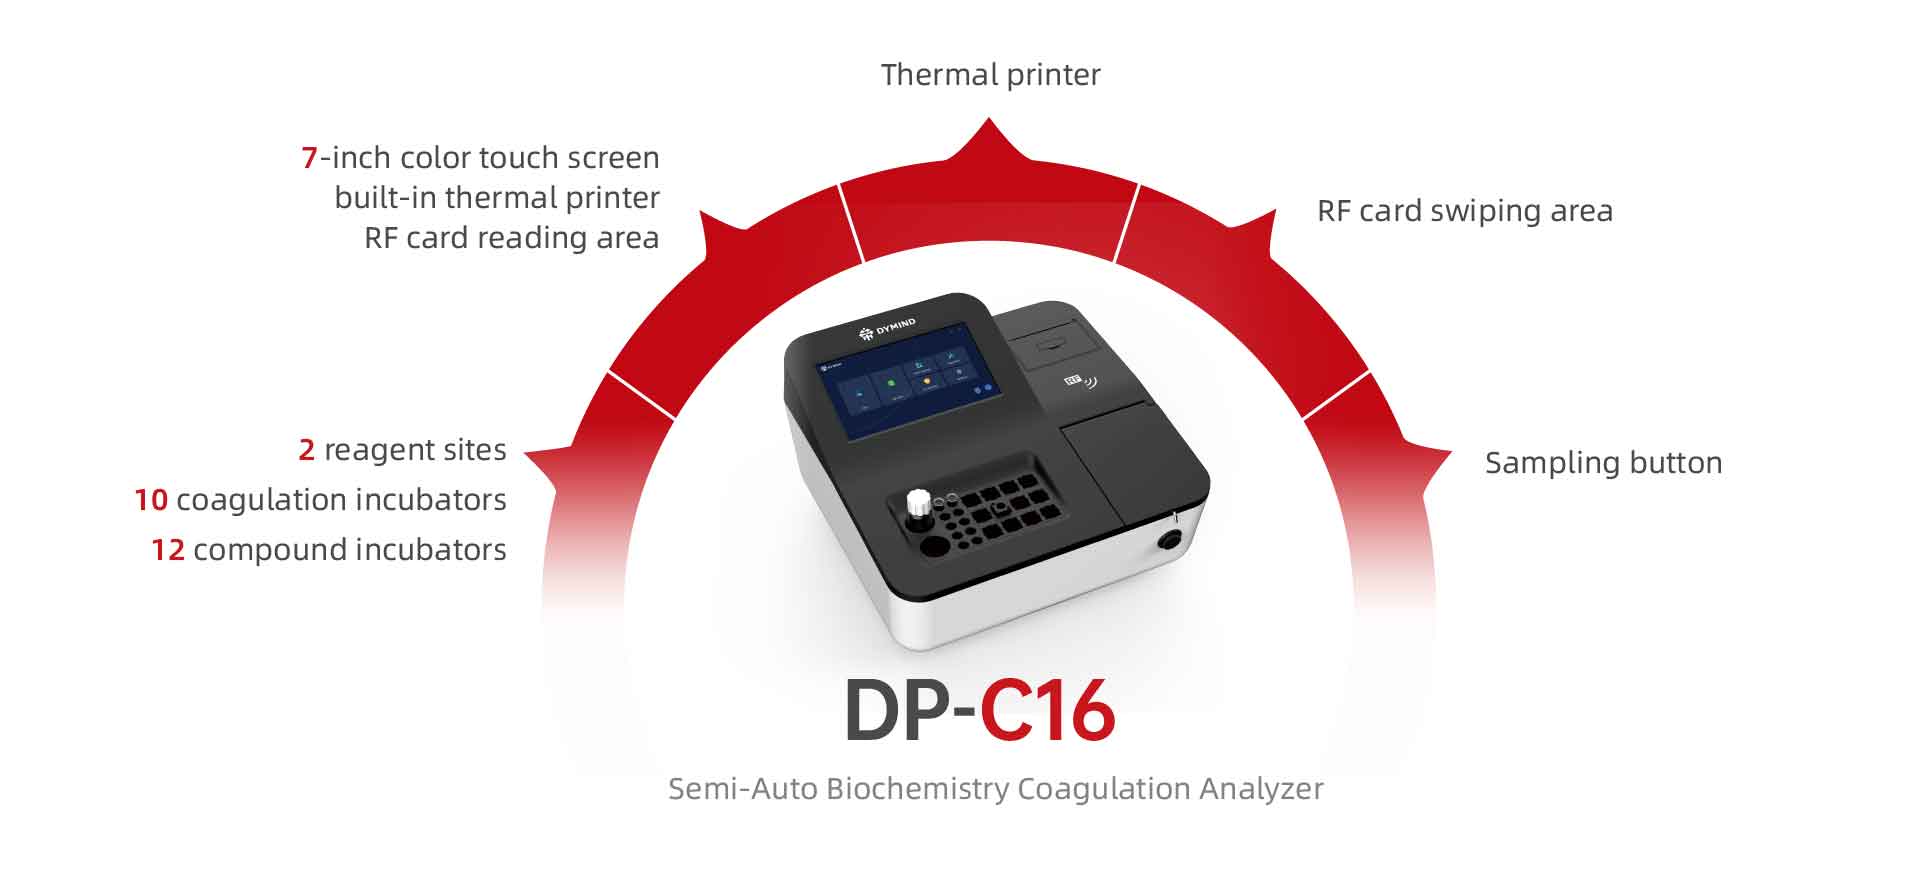 Thermal printer
7-inch color touch screen
built-in thermal printer
RF card reading area
RF card swiping area
2 reagent sites
10 coagulation incubators
12 compound incubators
Sampling button
DYMIND
RF
DP-C16
Semi-Auto Biochemistry Coagulation Analyzer